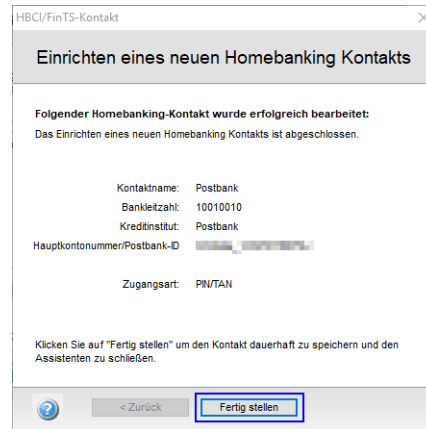 HBCI/FinTS-Kontakt
Einrichten eines neuen Homebanking Kontakts
Folgender Homebanking-Kontakt wurde erfolgreich bearbeitet:
Das Einrichten eines neuen Homebanking Kontakts ist abgeschlossen.
Kontaktname: Postbank
Bankleitzahl: 10010010
Kreditinstitut: Postbank
Hauptkontonummer/Postbank-ID
Zugangsart: PIN/TAN
Klicken Sie auf "Fertig stellen" um den Kontakt dauerhaft zu speichern und den
Assistenten zu schließen.
< Zurück Fertig stellen